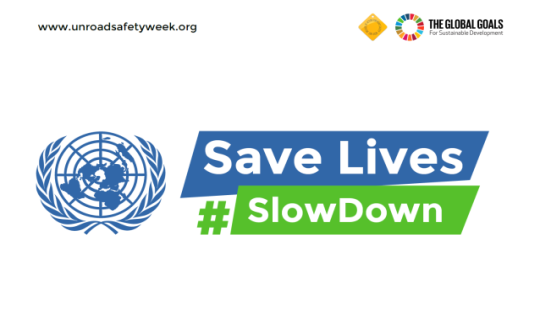 www.unroadsafetyweek.org
THE GLOBAL GOALS
For Sustainable Development
Save Lives
#SlowDown